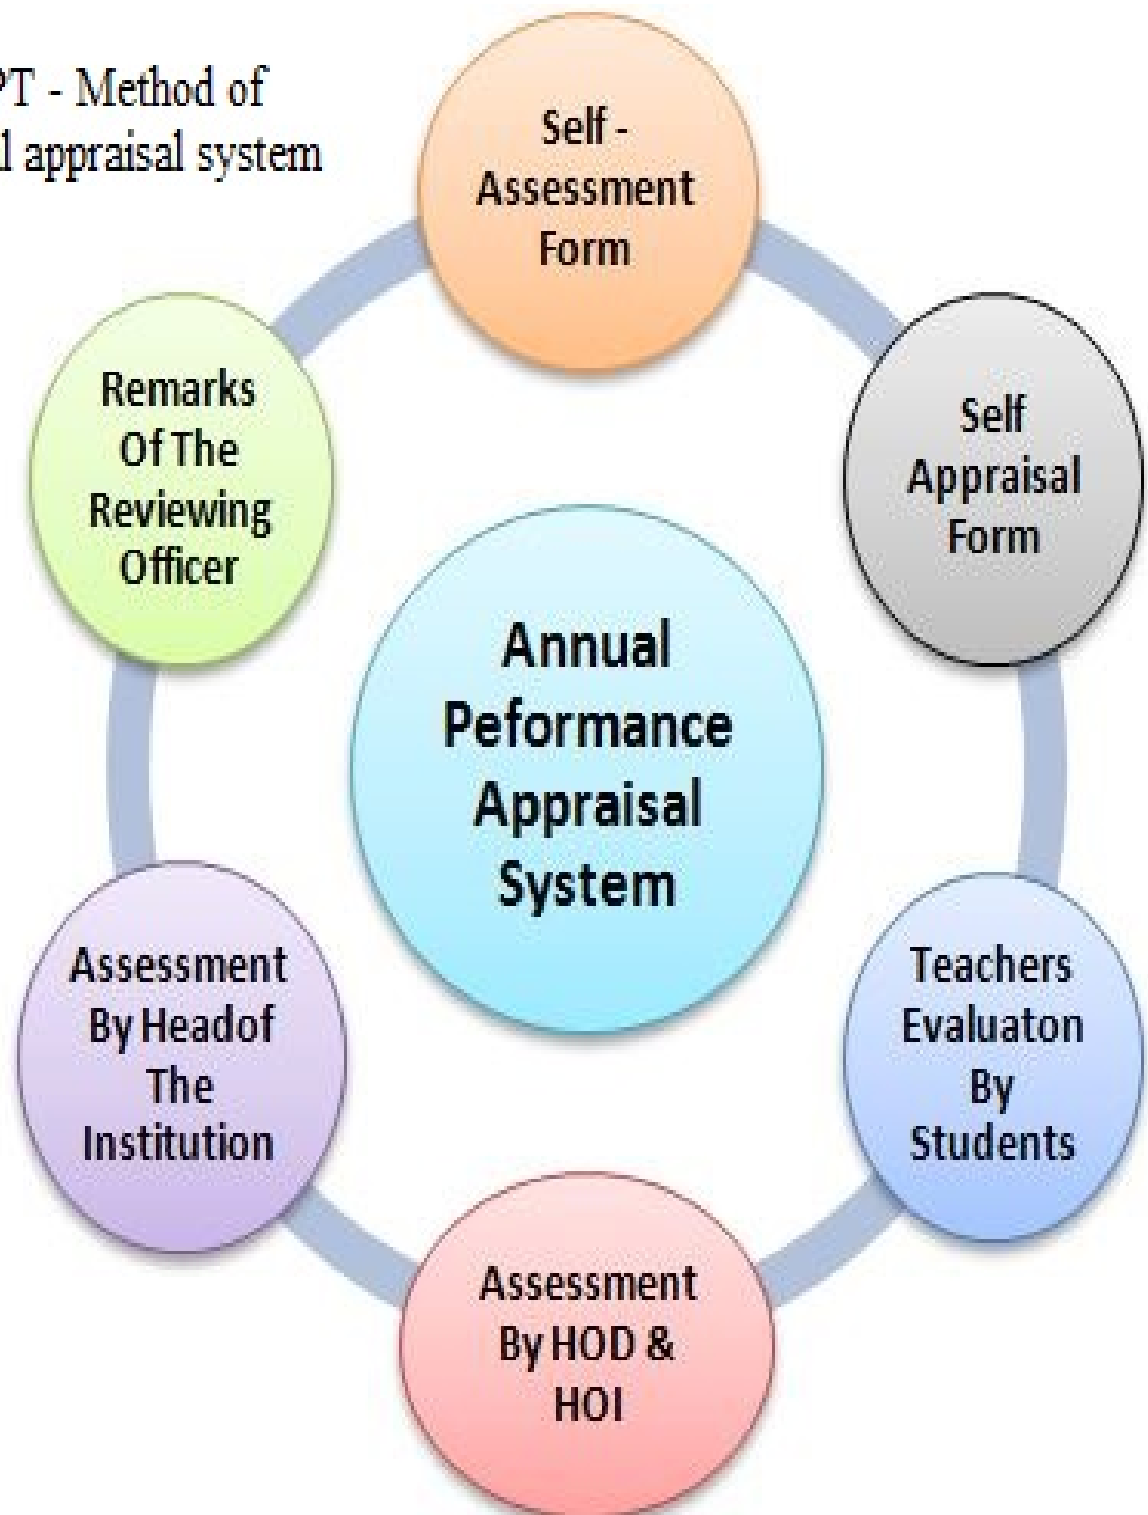 PT - Method of
l appraisal system
Self -
Assessment
Form
Self
Appraisal
Form
Teachers
Evaluaton
By
Students
Assessment
By HOD &
HOI
Assessment
By Headof
The
Institution
Remarks
Of The
Reviewing
Officer
Annual
Peformance
Appraisal
System